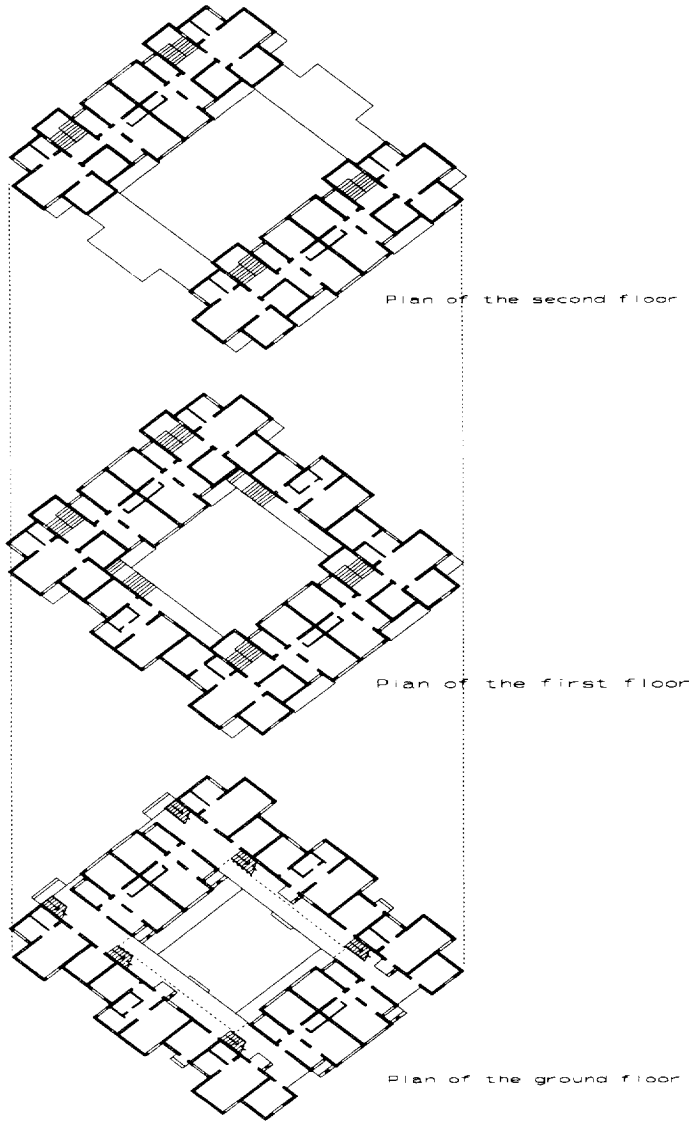 Plan of the second floor
Plan of the first floor
Plan of the ground floor